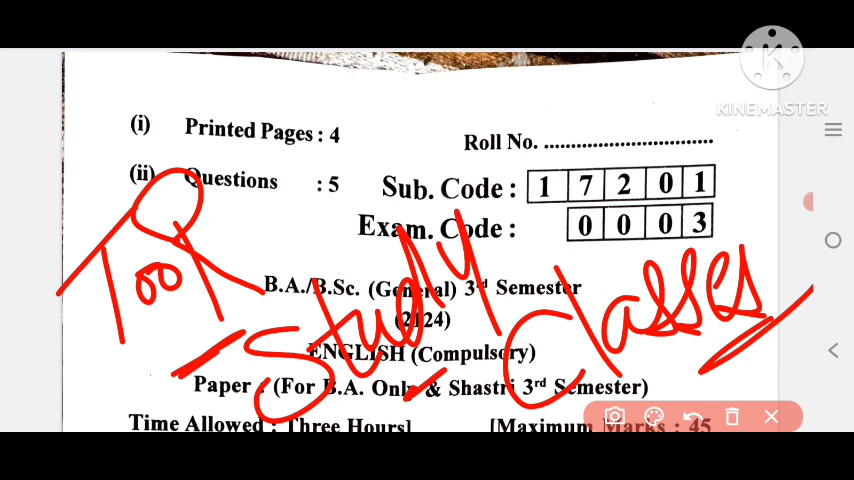 KINEMASTER
(i) Printed Pages : 4
Roll No. ................................
(ii) Questions : 5
Sub. Code : 1 7 2 0 1
Exam. Code : 0 0 0 3
Top
Study Classes
B.A./B.Sc. (General) 3rd Semester
(2124)
ENGLISH (Compulsory)
Paper : (For B.A. Only & Shastri 3rd Semester)
Time Allowed : Three Hours] [Maximum Marks : 45